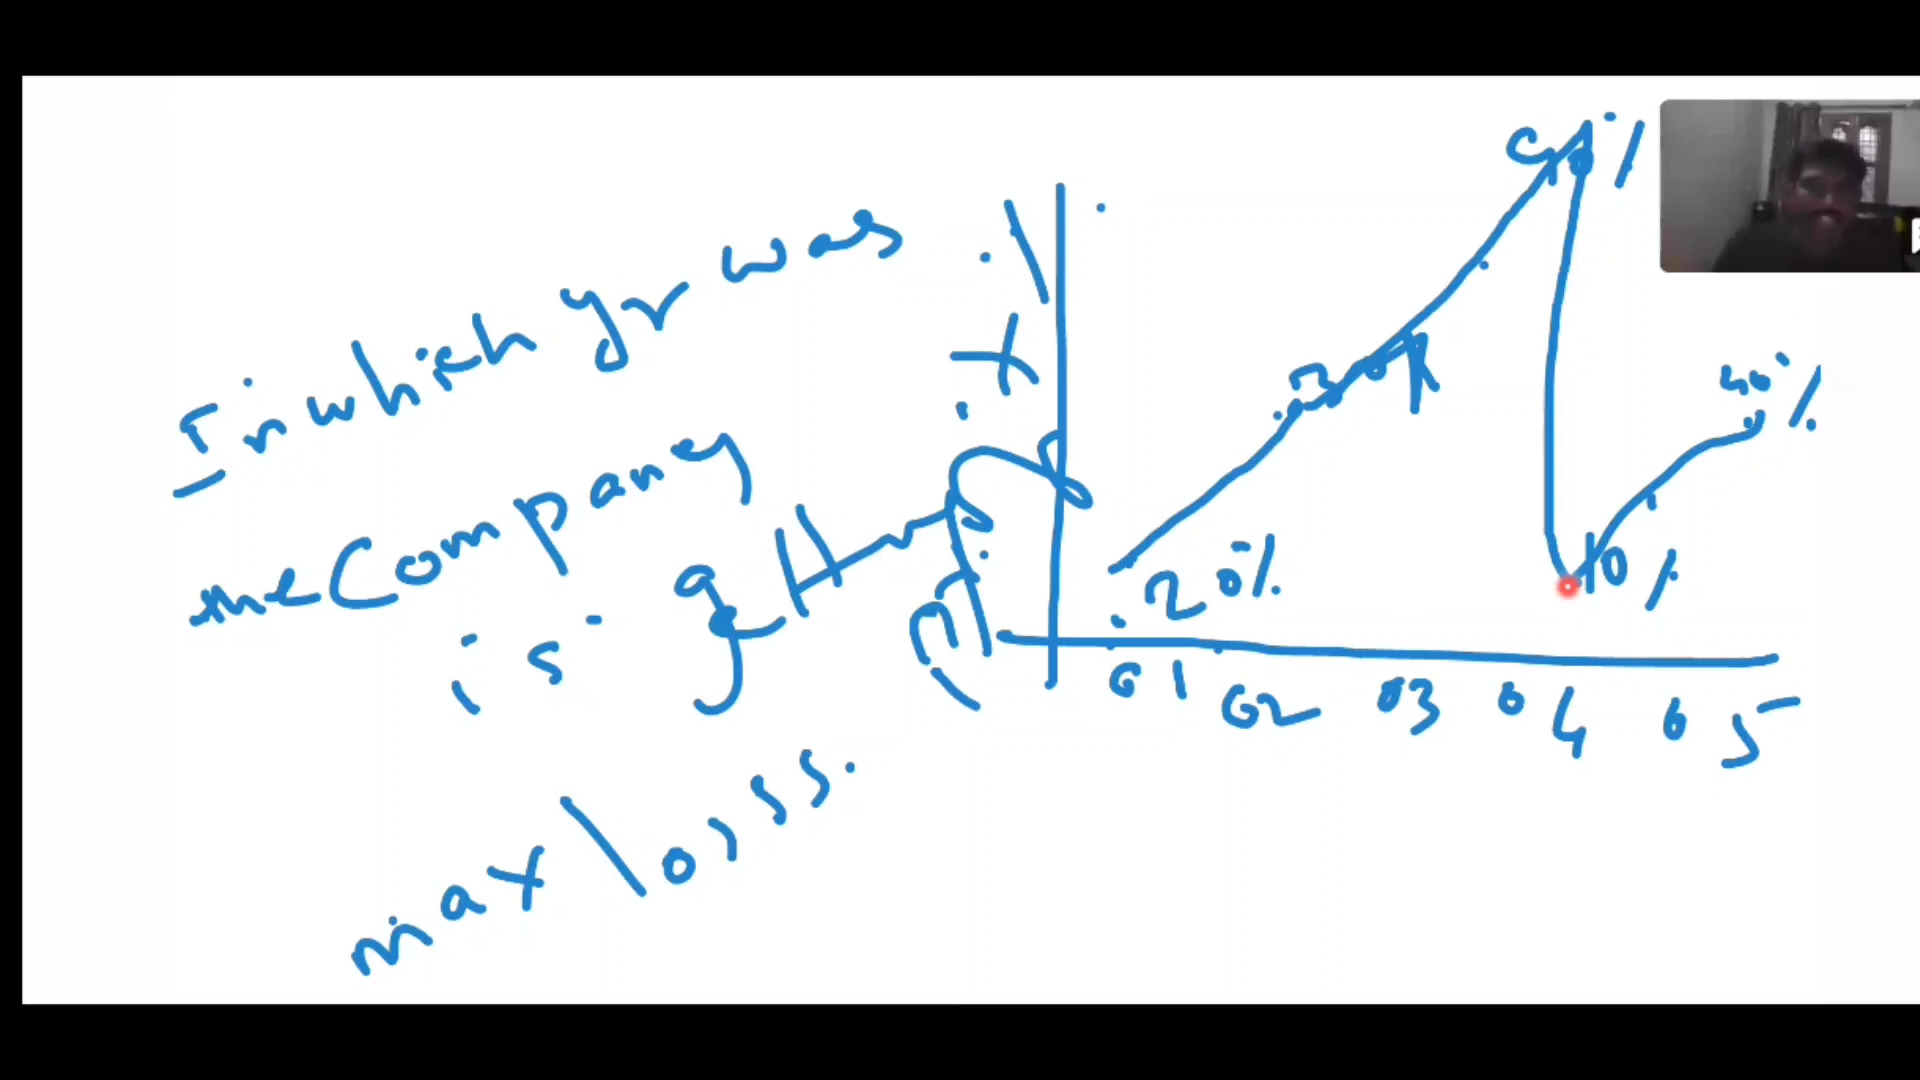 In which yr was
the Company
is getting
max loss.
%
90%
30%
40%
20%
10%
01 02 03 04 05